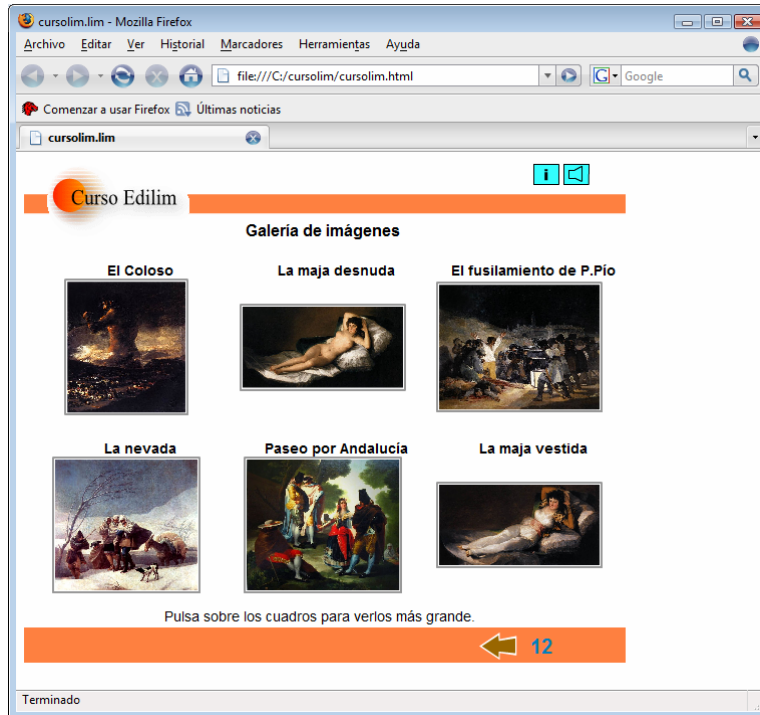 cursolim.lim - Mozilla Firefox
Archivo Editar Ver Historial Marcadores Herramientas Ayuda
file:///C:/cursolim/cursolim.html
G Google
Comenzar a usar Firefox Últimas noticias
cursolim.lim
i
Curso Edilim
Galería de imágenes
El Coloso La maja desnuda El fusilamiento de P.Pío
La nevada Paseo por Andalucía La maja vestida
Pulsa sobre los cuadros para verlos más grande.
12
Terminado